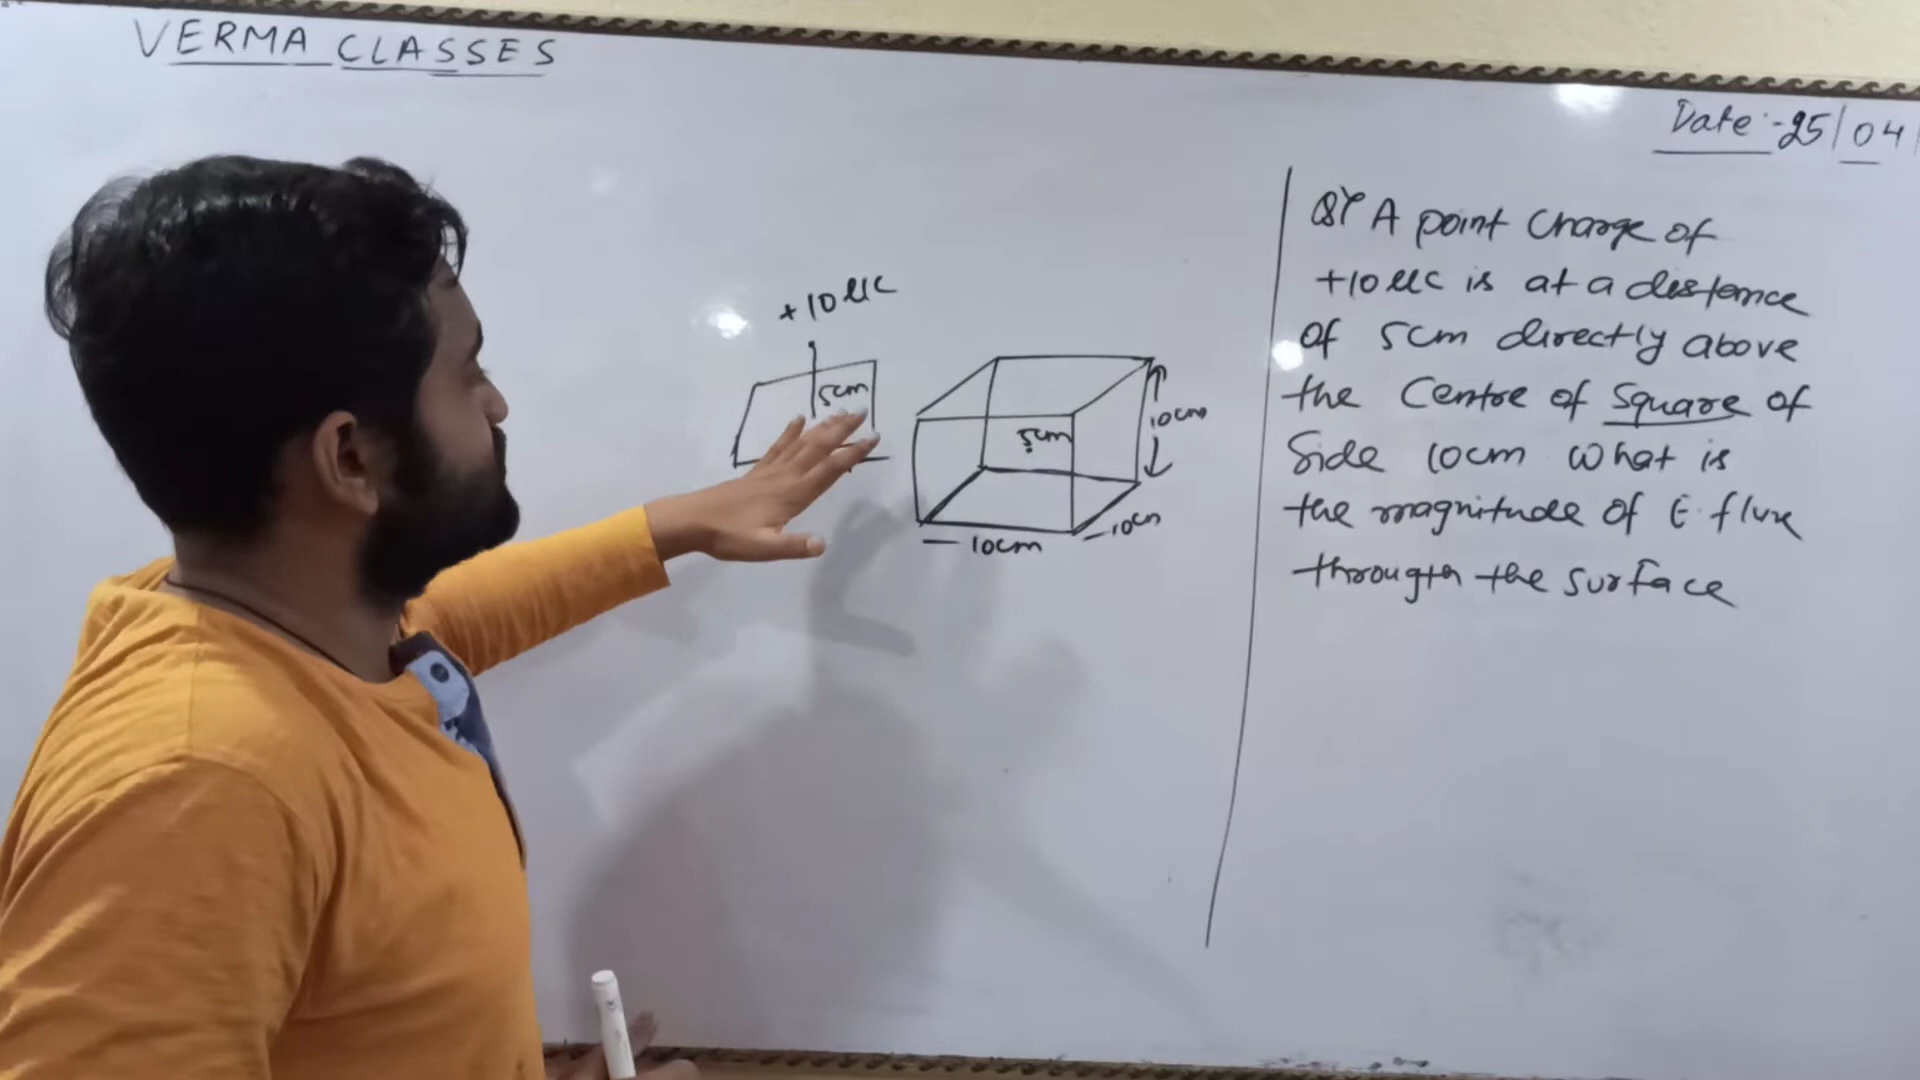 VERMA CLASSES
Date:-25/04/
+10 uc
5cm
5cm
10cm
10cm
10cm
Q) A point Charge of
+10uc is at a distance
of 5cm directly above
the Centre of Square of
Side 10cm what is
the magnitude of E. flux
through the surface